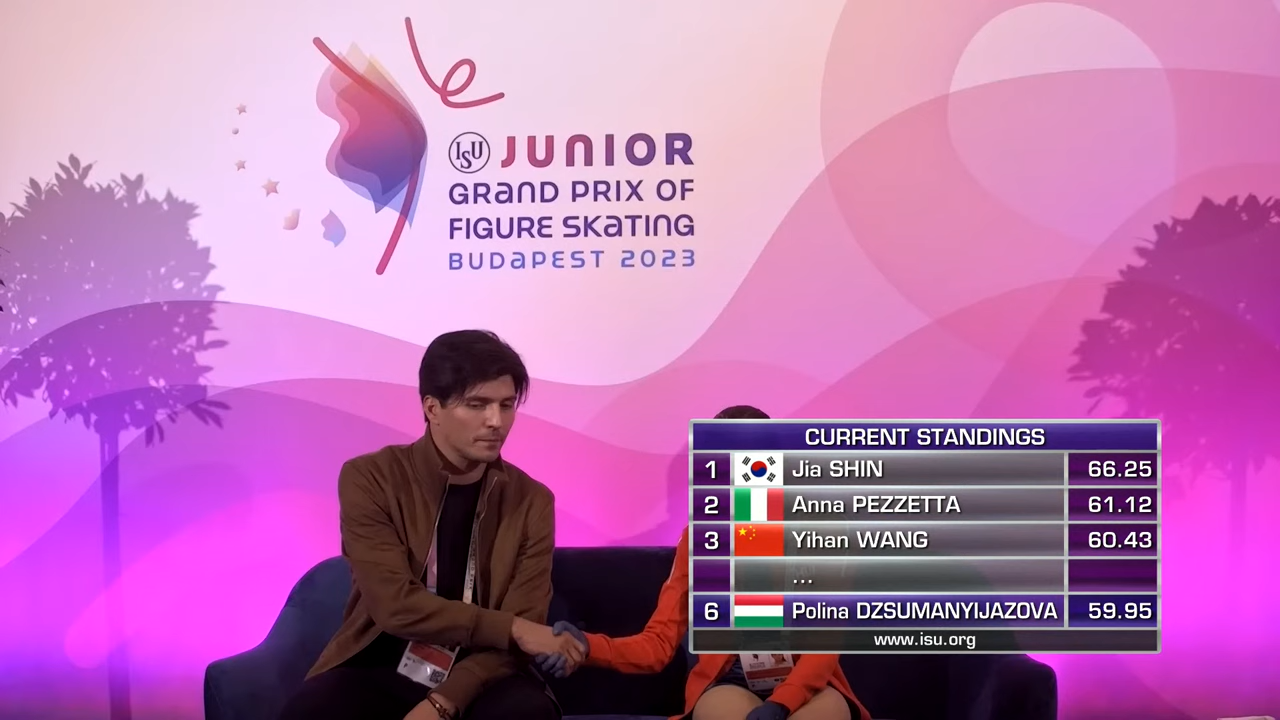 ISU JUNIOR
GRAND PRIX OF
FIGURE SKATING
BUDAPEST 2023
CURRENT STANDINGS
1 Jia SHIN 66.25
2 Anna PEZZETTA 61.12
3 Yihan WANG 60.43
...
6 Polina DZSUMANYIJAZOVA 59.95
www.isu.org